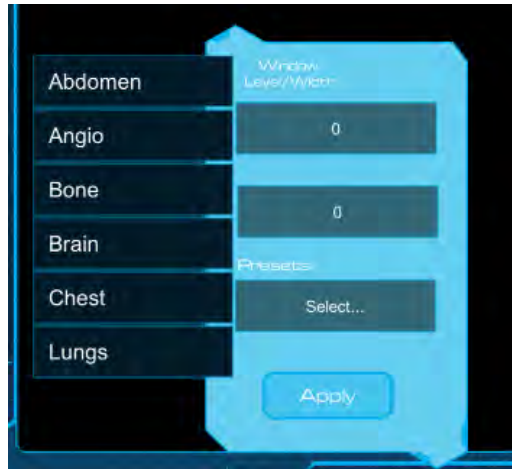 Abdomen
Angio
Bone
Brain
Chest
Lungs
Window
Level/Width:
0
0
Presets:
Select...
Apply